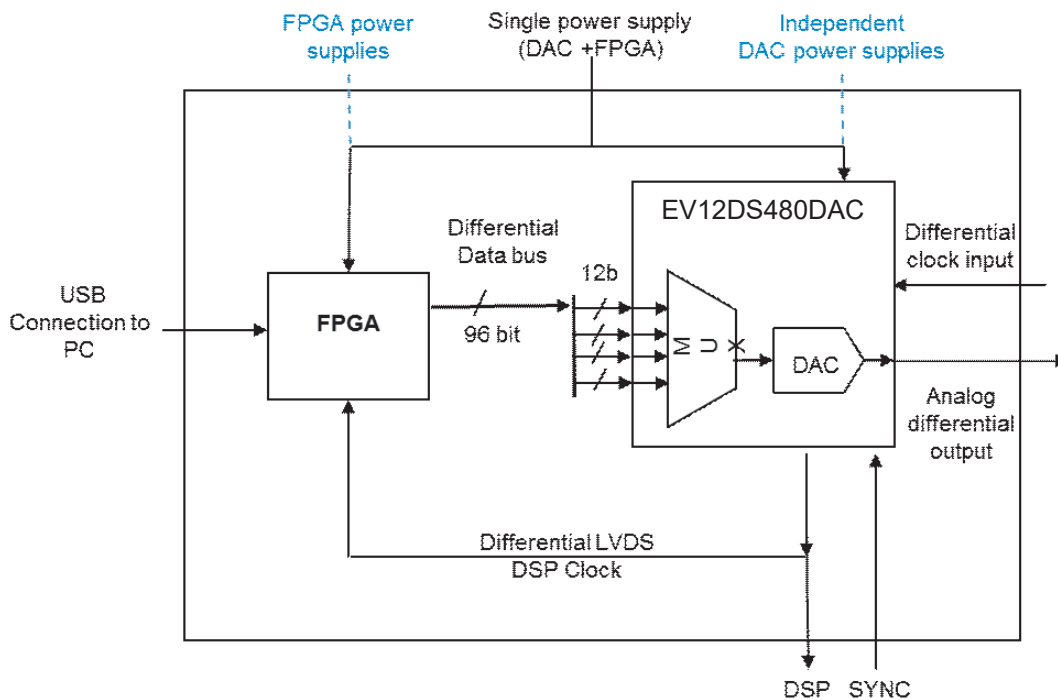 FPGA power
supplies
Single power supply
(DAC +FPGA)
Independent
DAC power supplies
EV12DS480DAC
Differential
Data bus
12b
Differential
clock input
USB
Connection to
PC
FPGA
96 bit
M
U
X
DAC
Analog
differential
output
Differential LVDS
DSP Clock
DSP
SYNC